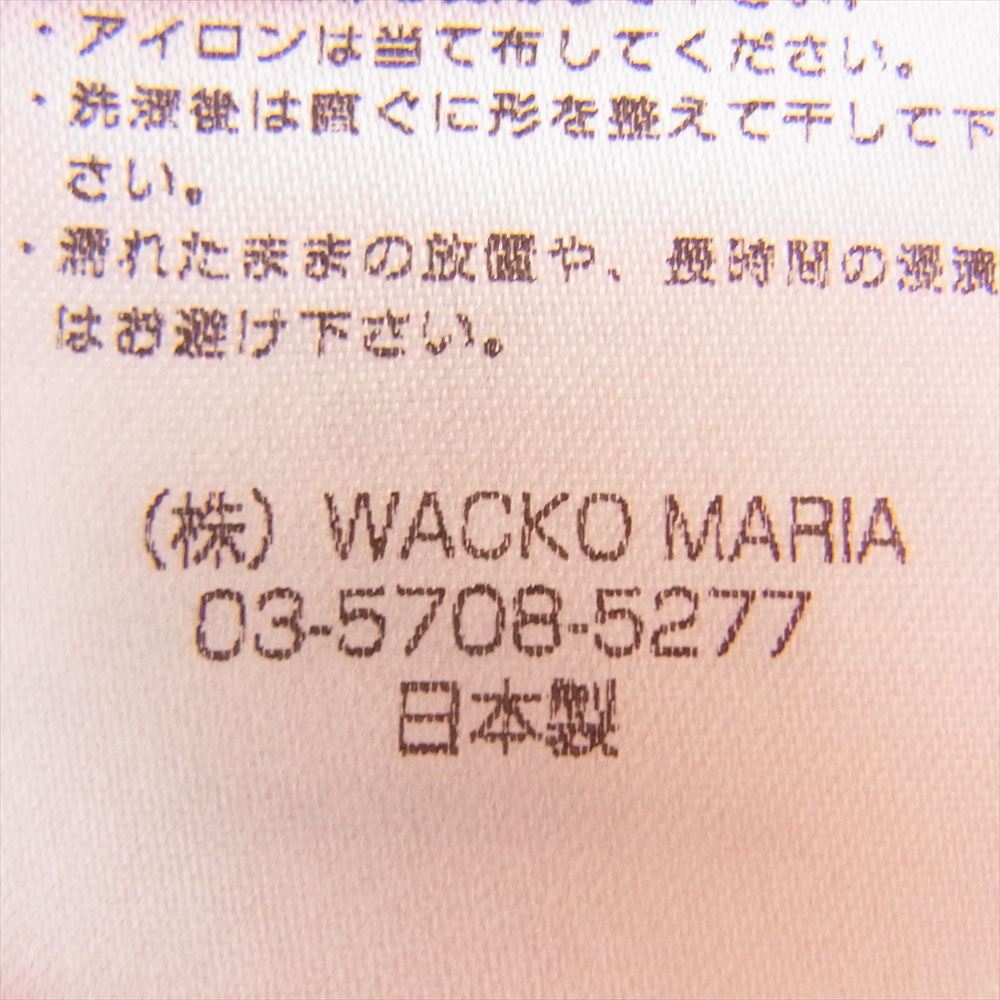 ・アイロンは当て布してください。
・洗濯後は直ぐに形を整えて干して下
さい。
・濡れたままの放置や、長時間の浸漬
はお避け下さい。
(株) WACKO MARIA
03-5708-5277
日本製